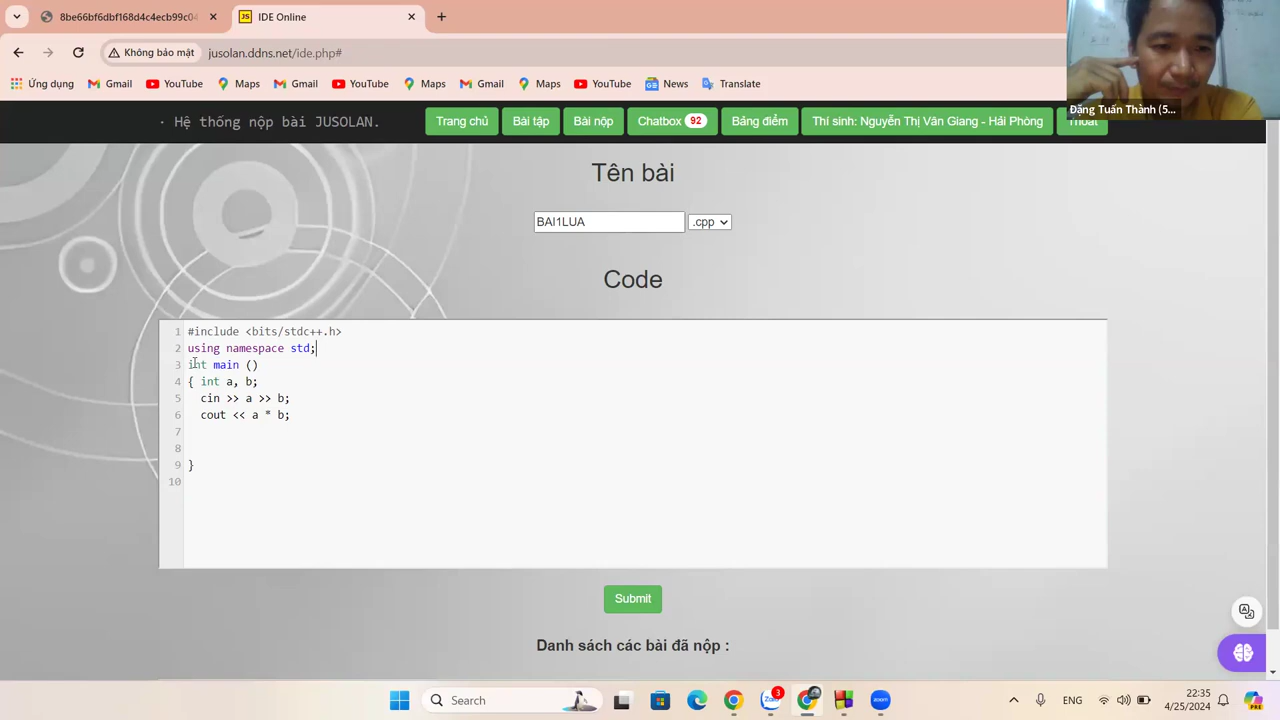 8be66bf6dbf168d4c4ecb99c04
IDE Online
Không bảo mật
jusolan.ddns.net/ide.php#
Ứng dụng
Gmail
YouTube
Maps
Gmail
YouTube
Maps
Gmail
Maps
YouTube
News
Translate
Đặng Tuấn Thành (5...
· Hệ thống nộp bài JUSOLAN.
Trang chủ
Bài tập
Bài nộp
Chatbox 92
Bảng điểm
Thí sinh: Nguyễn Thị Vân Giang - Hải Phòng
Thoát
Tên bài
BAI1LUA
.cpp
Code
1 #include <bits/stdc++.h>
2 using namespace std;
3 int main ()
4 { int a, b;
5 cin >> a >> b;
6 cout << a * b;
7
8
9 }
10
Submit
Danh sách các bài đã nộp :
Search
3
zoom
PRE
ENG
22:35
4/25/2024